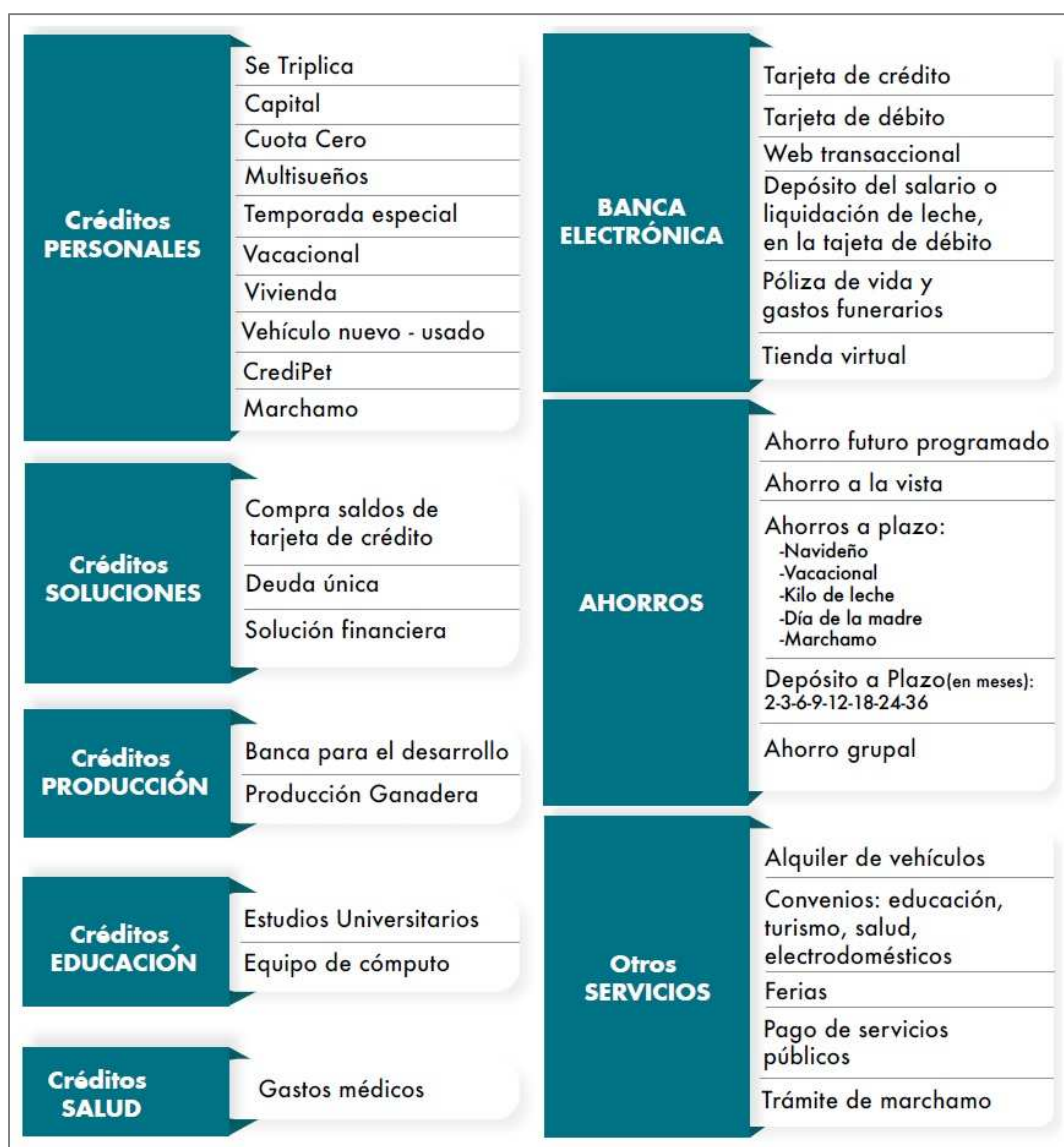 Créditos
PERSONALES
Se Triplica
Capital
Cuota Cero
Multisueños
Temporada especial
Vacacional
Vivienda
Vehículo nuevo - usado
CrediPet
Marchamo
Créditos
SOLUCIONES
Compra saldos de
tarjeta de crédito
Deuda única
Solución financiera
Créditos
PRODUCCIÓN
Banca para el desarrollo
Producción Ganadera
Créditos
EDUCACIÓN
Estudios Universitarios
Equipo de cómputo
Créditos
SALUD
Gastos médicos
BANCA
ELECTRÓNICA
Tarjeta de crédito
Tarjeta de débito
Web transaccional
Depósito del salario o
liquidación de leche,
en la tajeta de débito
Póliza de vida y
gastos funerarios
Tienda virtual
AHORROS
Ahorro futuro programado
Ahorro a la vista
Ahorros a plazo:
-Navideño
-Vacacional
-Kilo de leche
-Día de la madre
-Marchamo
Depósito a Plazo(en meses):
2-3-6-9-12-18-24-36
Ahorro grupal
Otros
SERVICIOS
Alquiler de vehículos
Convenios: educación,
turismo, salud,
electrodomésticos
Ferias
Pago de servicios
públicos
Trámite de marchamo